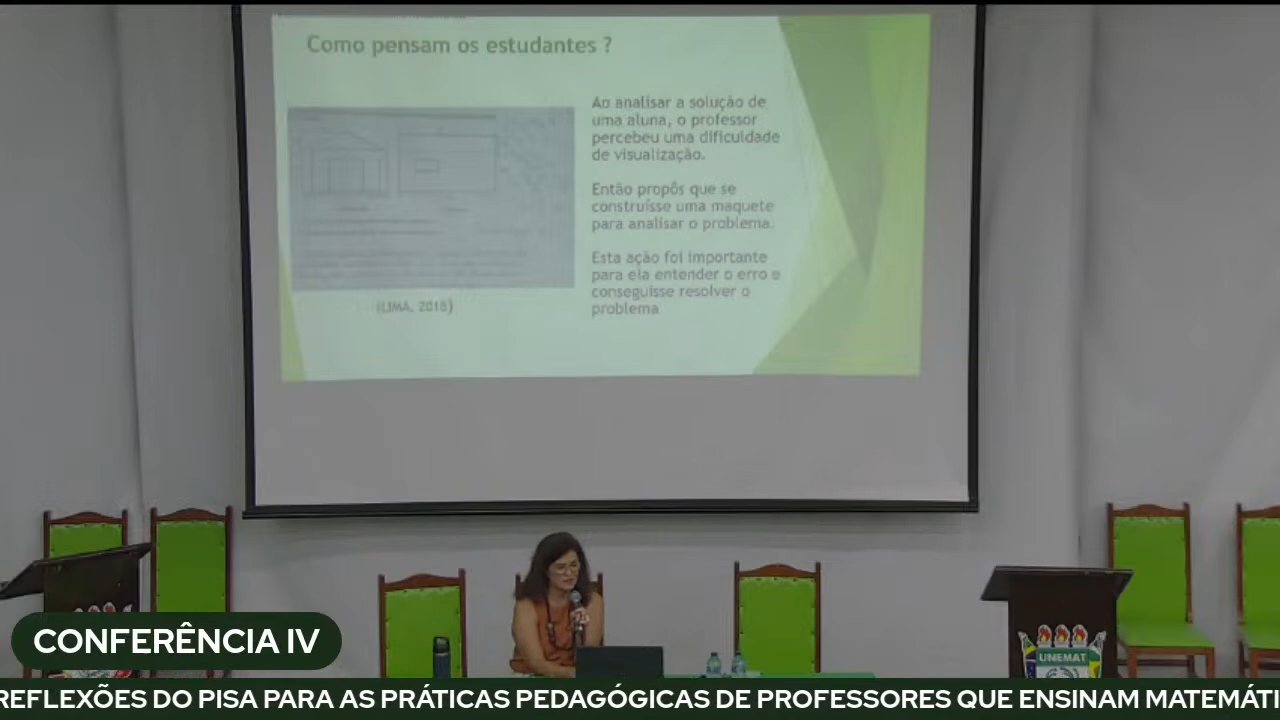 Como pensam os estudantes ?
Ao analisar a solução de
uma aluna, o professor
percebeu uma dificuldade
de visualização.
Então propôs que se
construísse uma maquete
para analisar o problema.
Esta ação foi importante
para ela entender o erro e
conseguisse resolver o
problema
(LIMA, 2018)
CONFERÊNCIA IV
UNEMAT
REFLEXÕES DO PISA PARA AS PRÁTICAS PEDAGÓGICAS DE PROFESSORES QUE ENSINAM MATEMÁTI